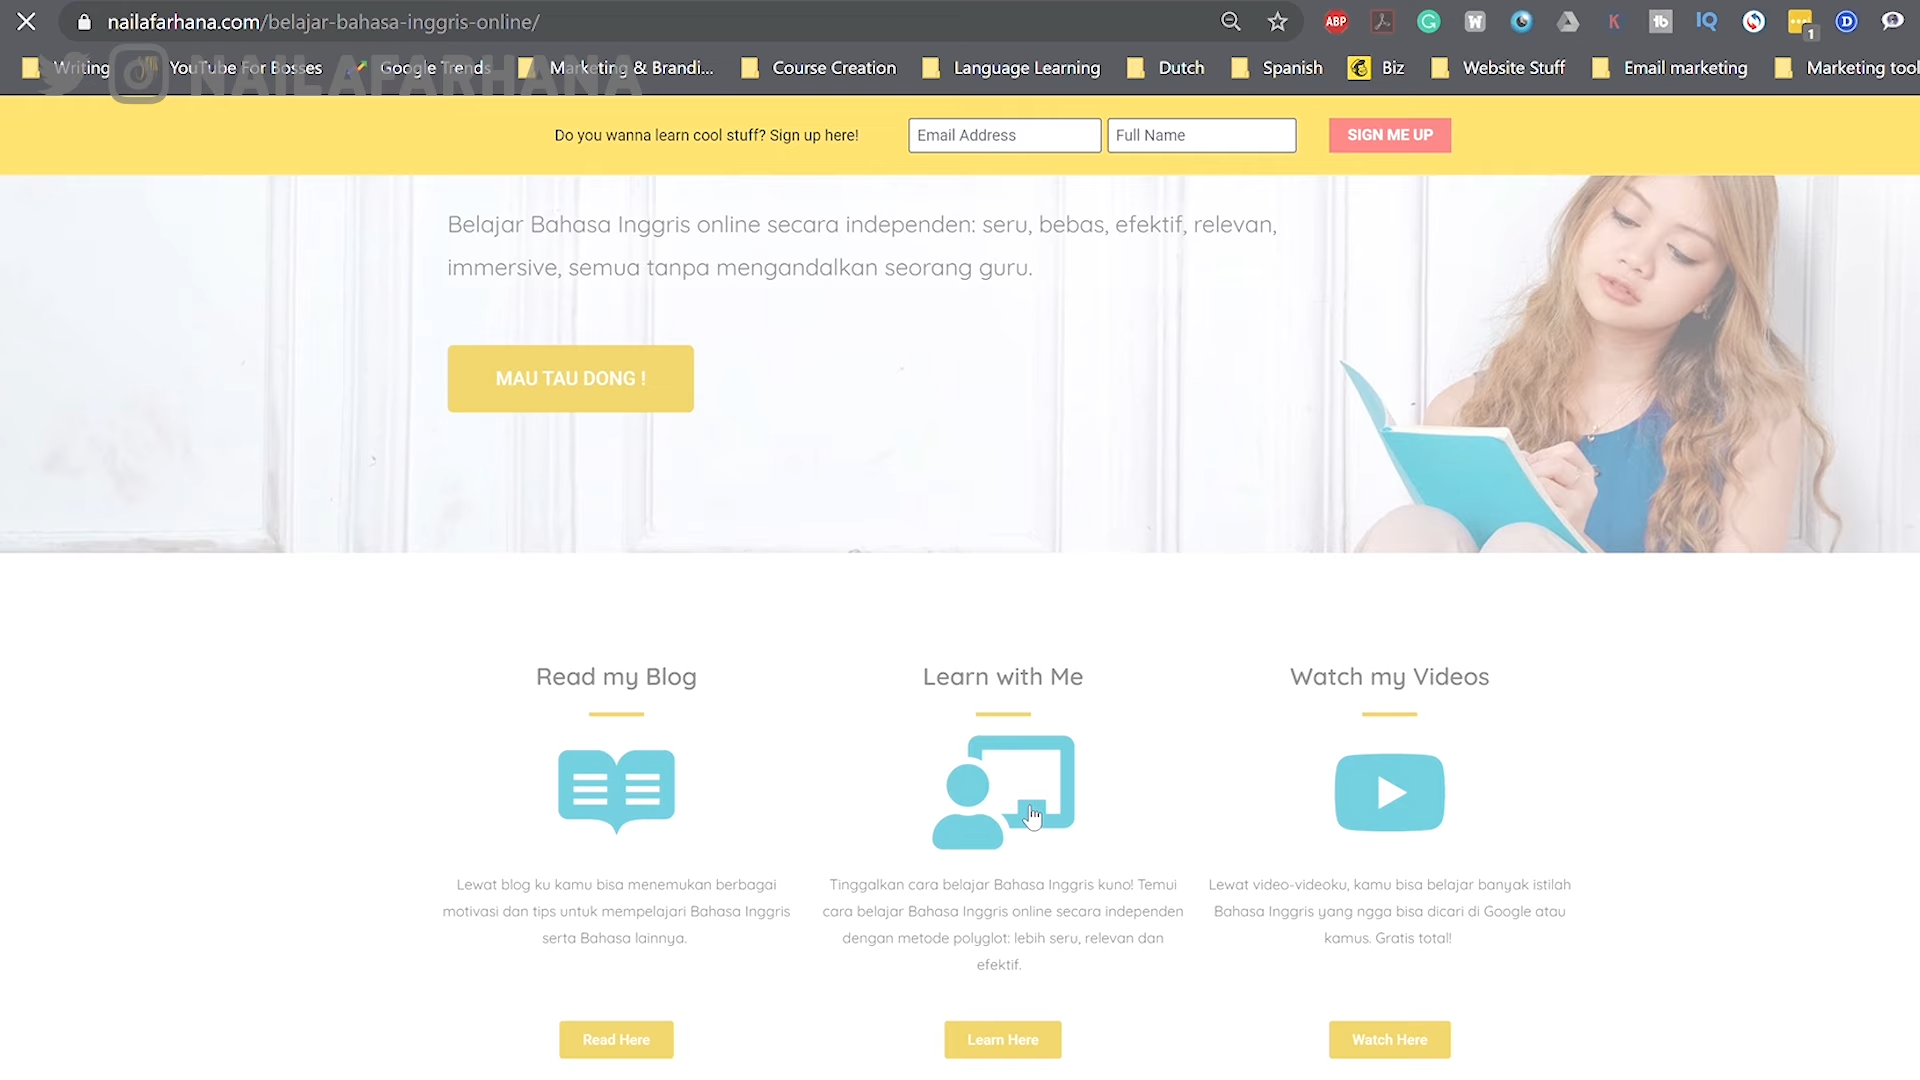 nailafarhana.com/belajar-bahasa-inggris-online/
ABP
1
Writing
YouTube For Bosses
Google Trends
Marketing & Brandi...
Course Creation
Language Learning
Dutch
Spanish
Biz
Website Stuff
Email marketing
Marketing tool
NAILAFARHANA
Do you wanna learn cool stuff? Sign up here!
Email Address
Full Name
SIGN ME UP
Belajar Bahasa Inggris online secara independen: seru, bebas, efektif, relevan,
immersive, semua tanpa mengandalkan seorang guru.
MAU TAU DONG !
Read my Blog
Learn with Me
Watch my Videos
Lewat blog ku kamu bisa menemukan berbagai
motivasi dan tips untuk mempelajari Bahasa Inggris
serta Bahasa lainnya.
Tinggalkan cara belajar Bahasa Inggris kuno! Temui
cara belajar Bahasa Inggris online secara independen
dengan metode polyglot: lebih seru, relevan dan
efektif.
Lewat video-videoku, kamu bisa belajar banyak istilah
Bahasa Inggris yang ngga bisa dicari di Google atau
kamus. Gratis total!
Read Here
Learn Here
Watch Here